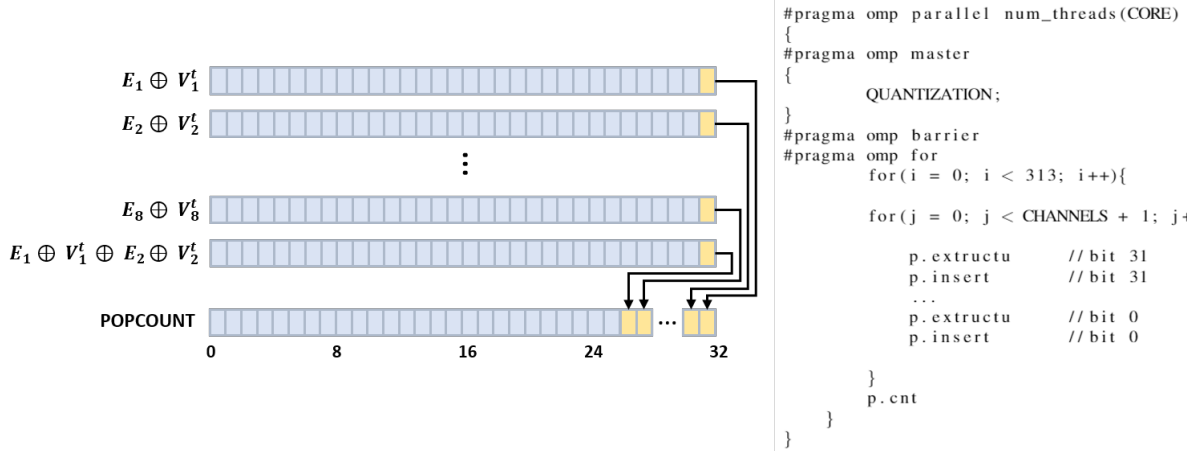 E₁ ⊕ V₁ᵗ
E₂ ⊕ V₂ᵗ
⋮
E₈ ⊕ V₈ᵗ
E₁ ⊕ V₁ᵗ ⊕ E₂ ⊕ V₂ᵗ
POPCOUNT
...
0 8 16 24 32
#pragma omp parallel num_threads(CORE)
{
#pragma omp master
{
QUANTIZATION;
}
#pragma omp barrier
#pragma omp for
for(i = 0; i < 313; i++){
for(j = 0; j < CHANNELS + 1; j+
p.extractu //bit 31
p.insert //bit 31
...
p.extractu //bit 0
p.insert //bit 0
}
p.cnt
}
}